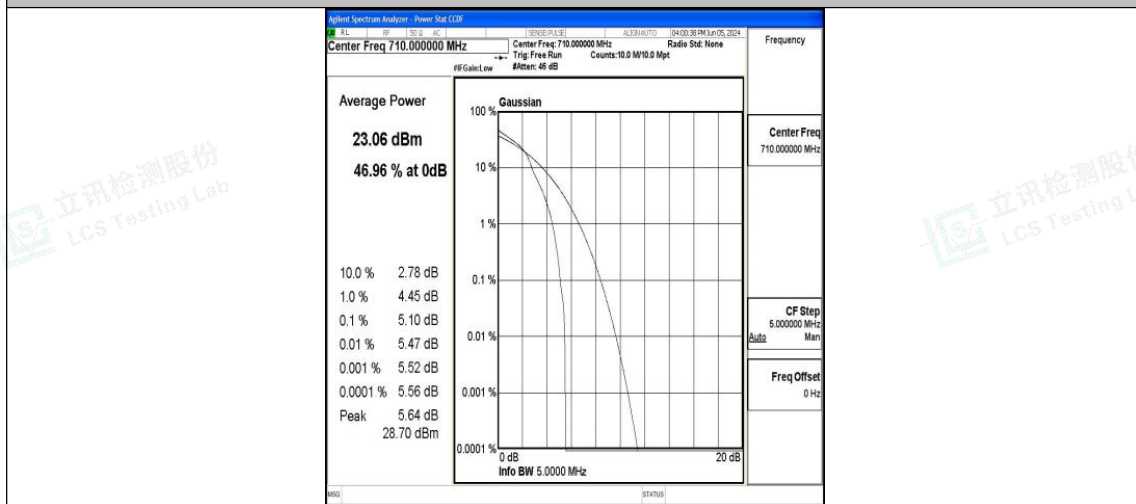 Agilent Spectrum Analyzer - Power Stat CCDF
RL RF 50 Ω AC SENSE:PULSE ALIGNAUTO 04:00:38 PM Jun 05, 2024
Center Freq 710.000000 MHz
Center Freq: 710.000000 MHz
Radio Std: None
Trig: Free Run Counts:10.0 M/10.0 Mpt
#IFGain:Low #Atten: 46 dB
Frequency
Average Power
23.06 dBm
46.96 % at 0dB
10.0 % 2.78 dB
1.0 % 4.45 dB
0.1 % 5.10 dB
0.01 % 5.47 dB
0.001 % 5.52 dB
0.0001 % 5.56 dB
Peak 5.64 dB
28.70 dBm
Gaussian
100 %
10 %
1 %
0.1 %
0.01 %
0.001 %
0.0001 %
0 dB 20 dB
Info BW 5.0000 MHz
Center Freq
710.000000 MHz
CF Step
5.000000 MHz
Auto Man
Freq Offset
0 Hz
MSG STATUS
立讯检测股份
LCS Testing Lab
立讯检测股份
LCS Testing L